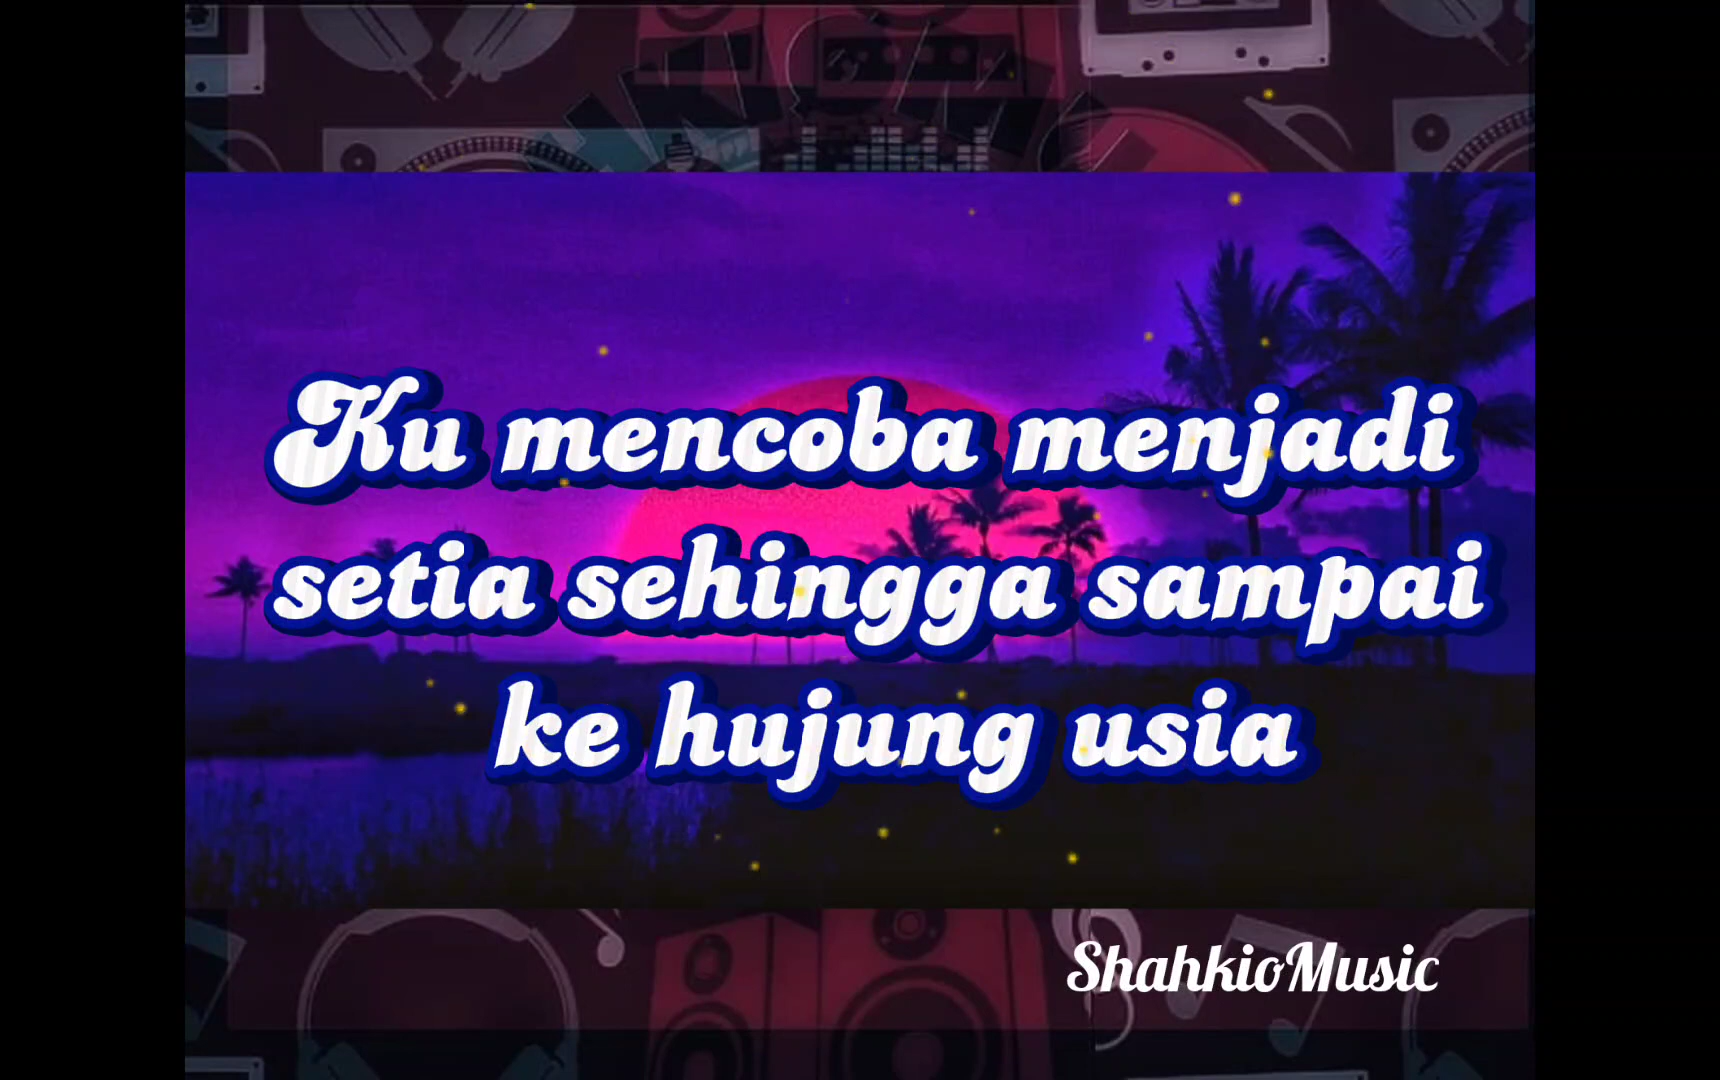 Ku mencoba menjadi
setia sehingga sampai
ke hujung usia
ShahkioMusic